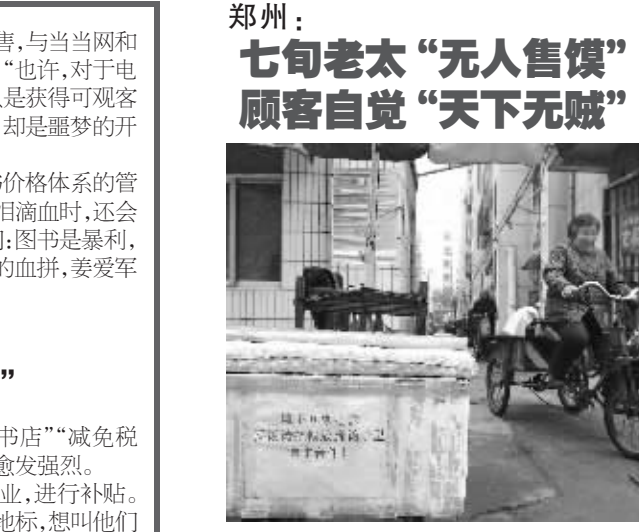 害,与当当网和
“也许,对于电
是获得可观客
却是噩梦的开
价格体系的管
滴血时,还会
:图书是暴利,
的血拼,姜爱军
”
书店”“减免税
愈发强烈。
业,进行补贴。
地标,想叫他们
郑州:
七旬老太“无人售馍”
顾客自觉“天下无贼”